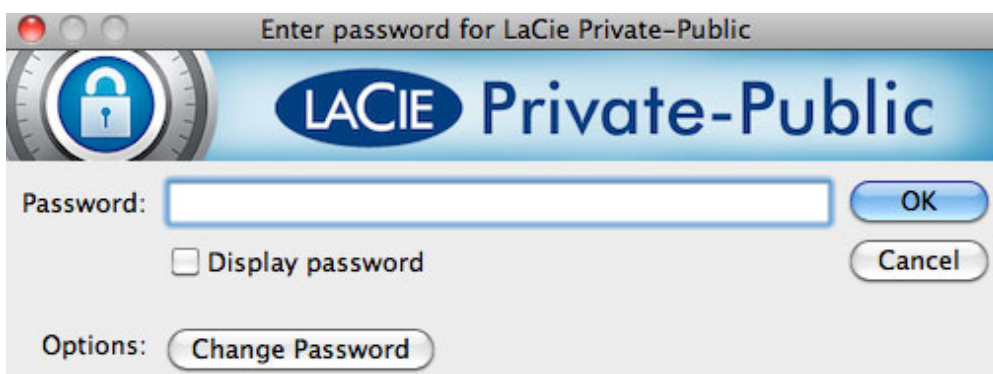 Enter password for LaCie Private-Public
LACIE Private-Public
Password:
OK
Display password
Cancel
Options: Change Password